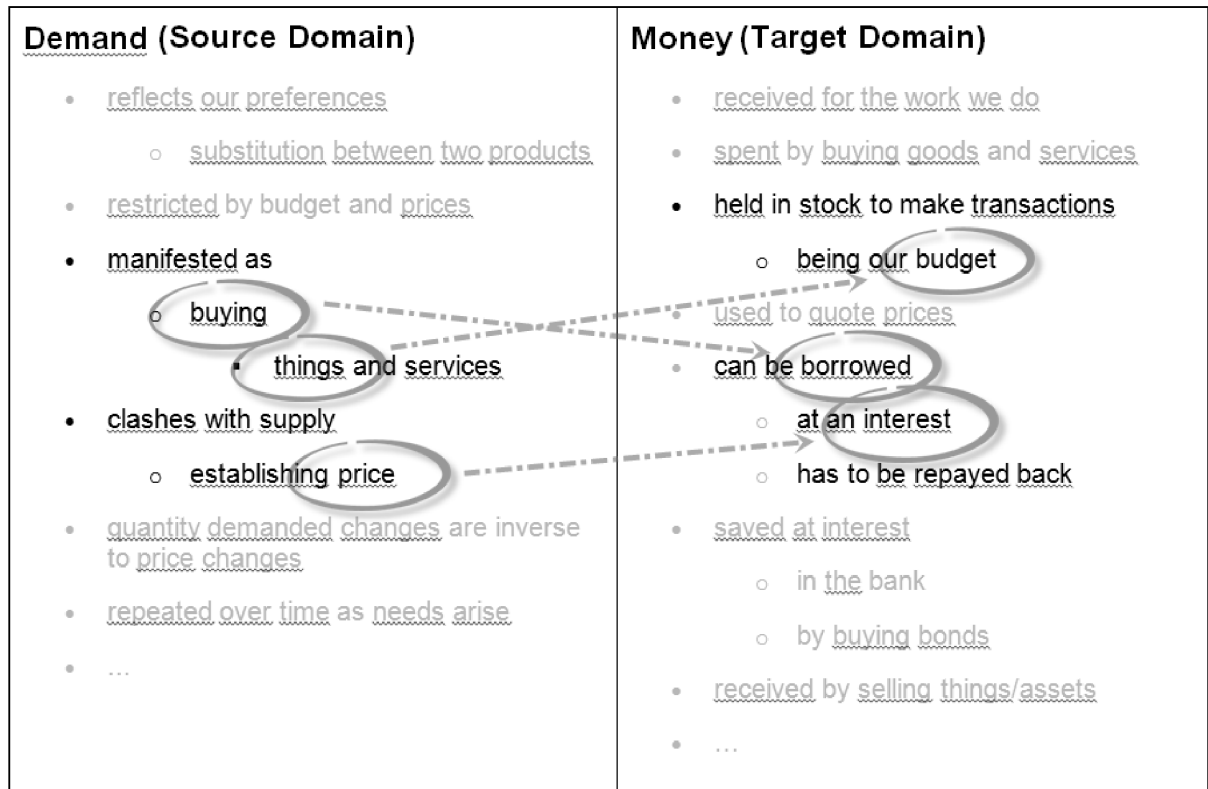 Demand (Source Domain)
• reflects our preferences
○ substitution between two products
• restricted by budget and prices
• manifested as
○ buying
▪ things and services
• clashes with supply
○ establishing price
• quantity demanded changes are inverse
to price changes
• repeated over time as needs arise
• ...
Money (Target Domain)
• received for the work we do
• spent by buying goods and services
• held in stock to make transactions
○ being our budget
• used to quote prices
• can be borrowed
○ at an interest
○ has to be repayed back
• saved at interest
○ in the bank
○ by buying bonds
• received by selling things/assets
• ...